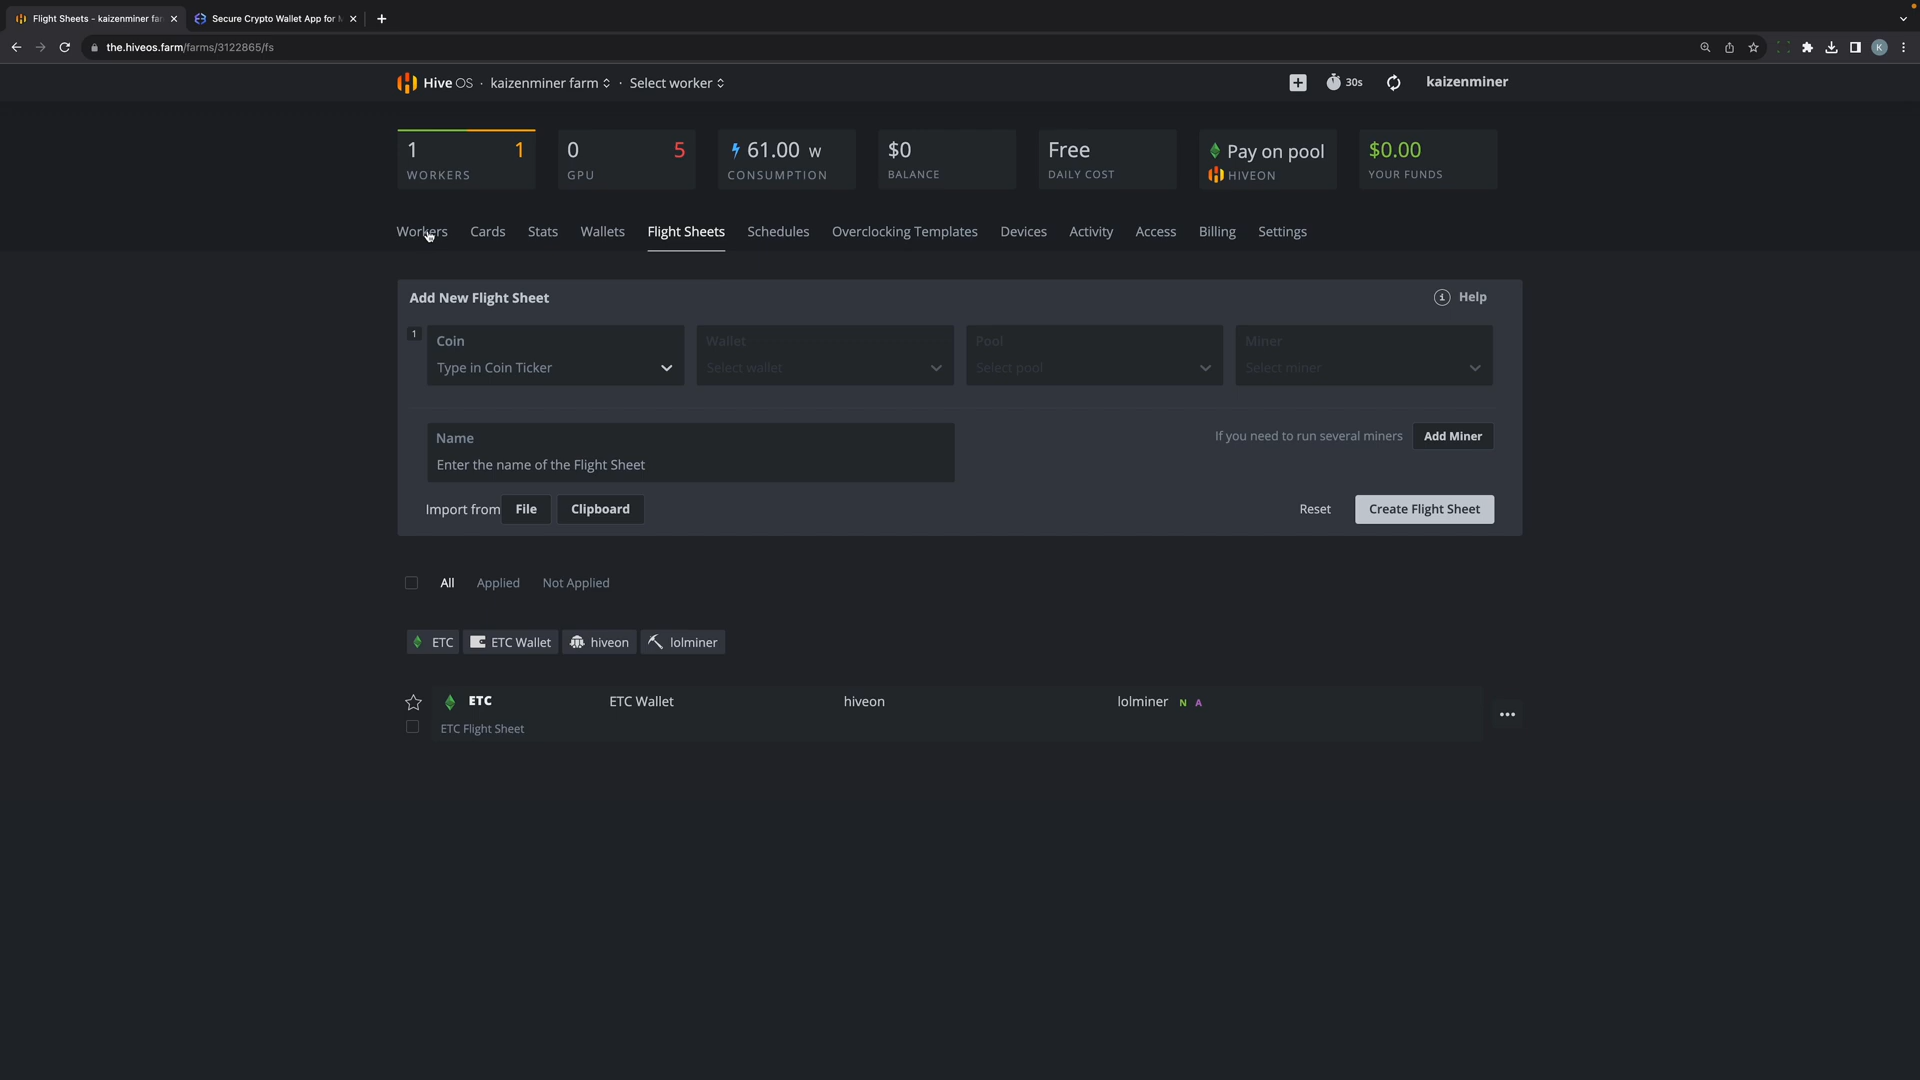 Flight Sheets - kaizenminer far
Secure Crypto Wallet App for
the.hiveos.farm/farms/3122865/fs
K
Hive OS · kaizenminer farm · Select worker
30s
kaizenminer
1 1
WORKERS
0 5
GPU
61.00 W
CONSUMPTION
$0
BALANCE
Free
DAILY COST
Pay on pool
HIVEON
$0.00
YOUR FUNDS
Workers Cards Stats Wallets Flight Sheets Schedules Overclocking Templates Devices Activity Access Billing Settings
Add New Flight Sheet
Help
1
Coin
Type in Coin Ticker
Wallet
Select wallet
Pool
Select pool
Miner
Select miner
Name
Enter the name of the Flight Sheet
If you need to run several miners Add Miner
Import from File Clipboard
Reset Create Flight Sheet
All Applied Not Applied
ETC ETC Wallet hiveon lolminer
ETC ETC Wallet hiveon lolminer N A
ETC Flight Sheet